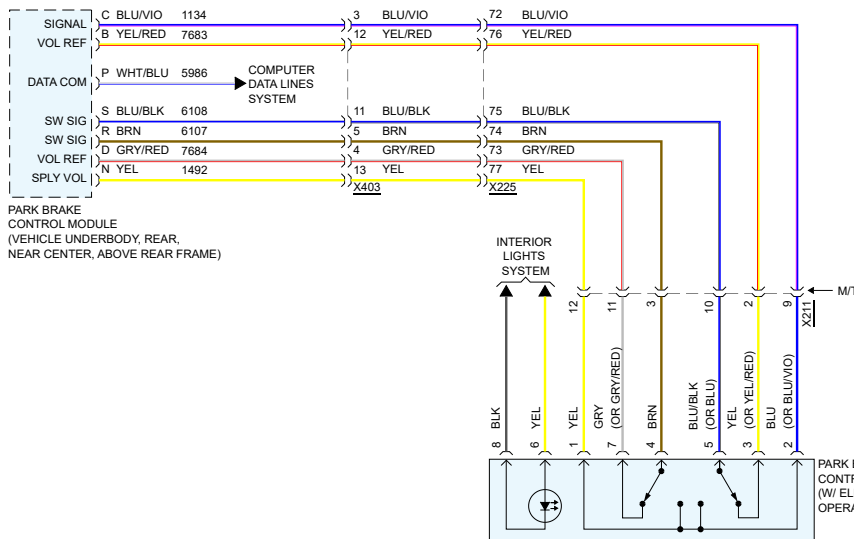 SIGNAL C BLU/VIO 1134 3 BLU/VIO 72 BLU/VIO
VOL REF B YEL/RED 7683 12 YEL/RED 76 YEL/RED
DATA COM P WHT/BLU 5986 COMPUTER
DATA LINES
SYSTEM
SW SIG S BLU/BLK 6108 11 BLU/BLK 75 BLU/BLK
SW SIG R BRN 6107 5 BRN 74 BRN
VOL REF D GRY/RED 7684 4 GRY/RED 73 GRY/RED
SPLY VOL N YEL 1492 13 YEL 77 YEL
X403 X225
PARK BRAKE
CONTROL MODULE
(VEHICLE UNDERBODY, REAR,
NEAR CENTER, ABOVE REAR FRAME)
INTERIOR
LIGHTS
SYSTEM
12 11 3 10 2 9 X211
M/T
BLK
YEL
YEL
GRY
(OR GRY/RED)
BRN
BLU/BLK
(OR BLU)
YEL
(OR YEL/RED)
BLU
(OR BLU/VIO)
8 6 1 7 4 5 3 2
PARK
CONT
(W/ EL
OPERA